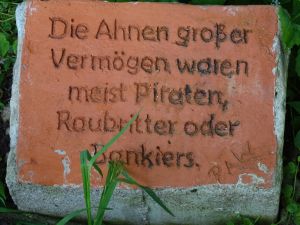 Die Ahnen großer
Vermögen waren
meist Piraten,
Raubritter oder
Bankiers.